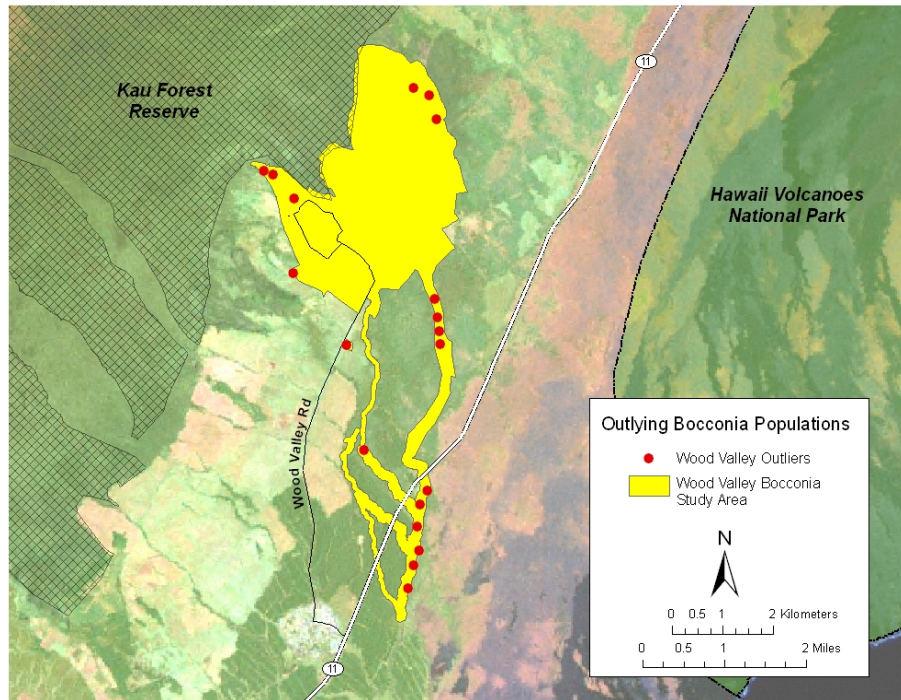 Kau Forest
Reserve
11
Hawaii Volcanoes
National Park
Wood Valley Rd
11
Outlying Bocconia Populations
Wood Valley Outliers
Wood Valley Bocconia
Study Area
N
0 0.5 1 2 Kilometers
0 0.5 1 2 Miles